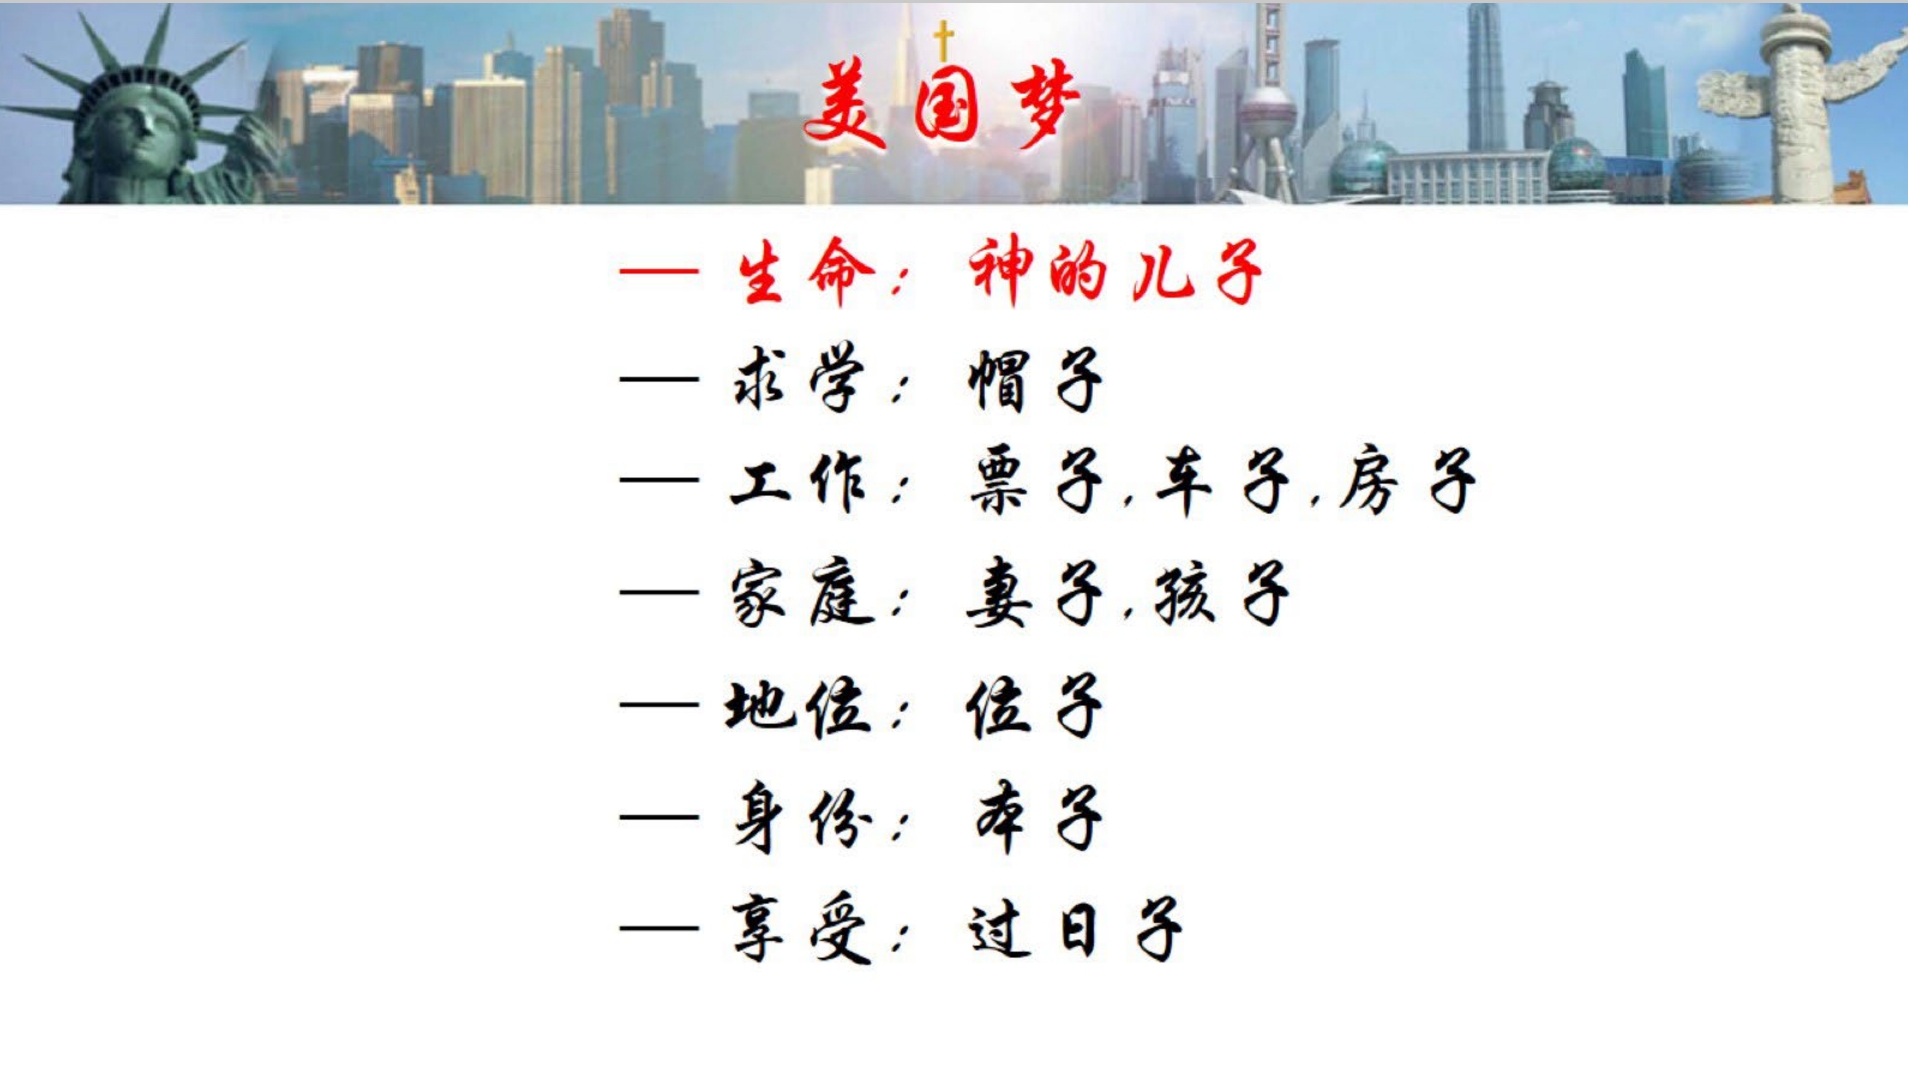 美国梦
— 生命: 神的儿子
— 求学: 帽子
— 工作: 票子,车子,房子
— 家庭: 妻子,孩子
— 地位: 位子
— 身份: 本子
— 享受: 过日子